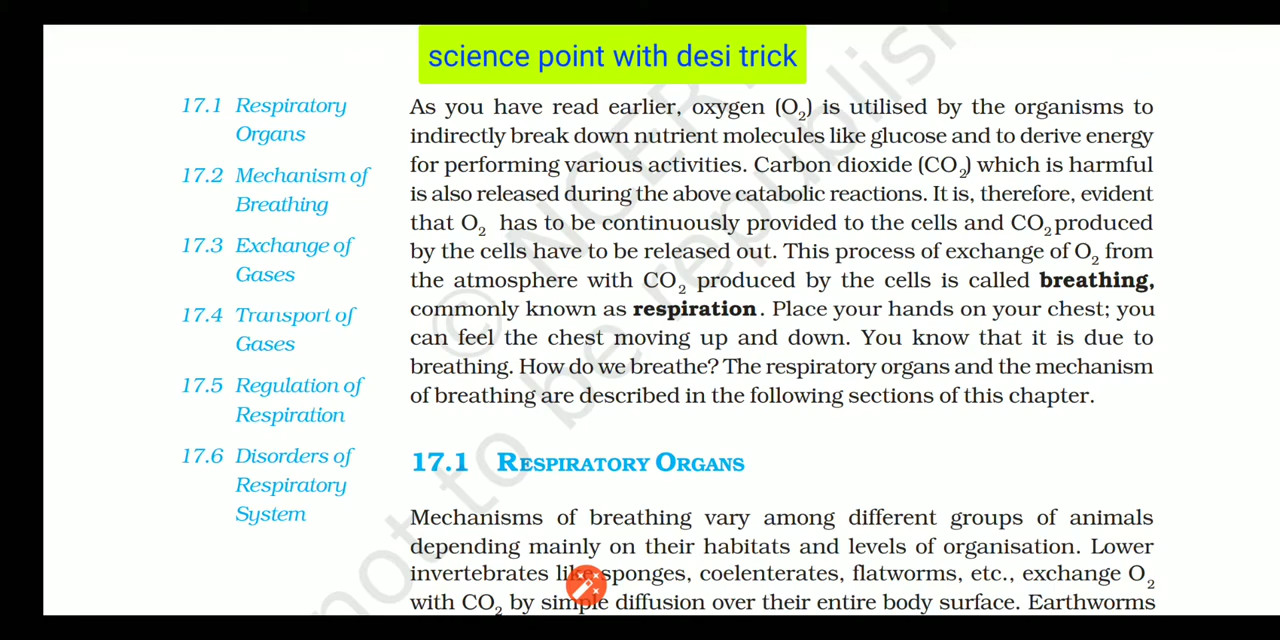 science point with desi trick
17.1 Respiratory
Organs
17.2 Mechanism of
Breathing
17.3 Exchange of
Gases
17.4 Transport of
Gases
17.5 Regulation of
Respiration
17.6 Disorders of
Respiratory
System
As you have read earlier, oxygen (O2) is utilised by the organisms to
indirectly break down nutrient molecules like glucose and to derive energy
for performing various activities. Carbon dioxide (CO2) which is harmful
is also released during the above catabolic reactions. It is, therefore, evident
that O2 has to be continuously provided to the cells and CO2 produced
by the cells have to be released out. This process of exchange of O2 from
the atmosphere with CO2 produced by the cells is called breathing,
commonly known as respiration. Place your hands on your chest; you
can feel the chest moving up and down. You know that it is due to
breathing. How do we breathe? The respiratory organs and the mechanism
of breathing are described in the following sections of this chapter.
17.1 RESPIRATORY ORGANS
Mechanisms of breathing vary among different groups of animals
depending mainly on their habitats and levels of organisation. Lower
invertebrates like sponges, coelenterates, flatworms, etc., exchange O2
with CO2 by simple diffusion over their entire body surface. Earthworms
© NCERT
not to be republish